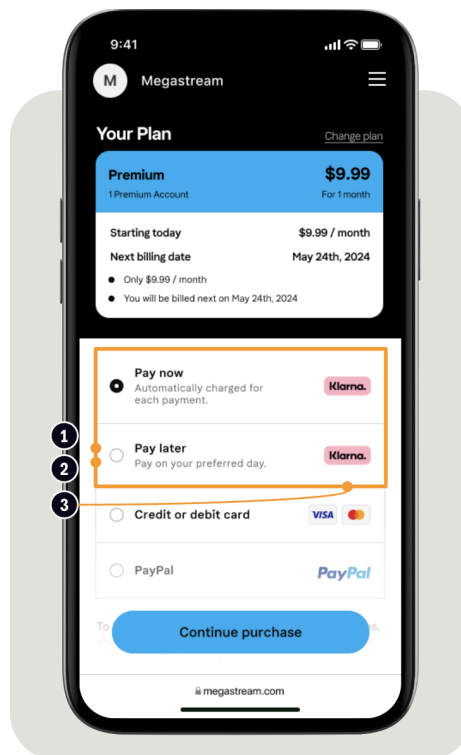 9:41
M Megastream
Your Plan Change plan
Premium $9.99
1 Premium Account For 1 month
Starting today $9.99 / month
Next billing date May 24th, 2024
Only $9.99 / month
You will be billed next on May 24th, 2024
Pay now
Automatically charged for
each payment.
Klarna.
1
Pay later
Pay on your preferred day.
Klarna.
2
3
Credit or debit card VISA
PayPal PayPal
To
Continue purchase
megastream.com